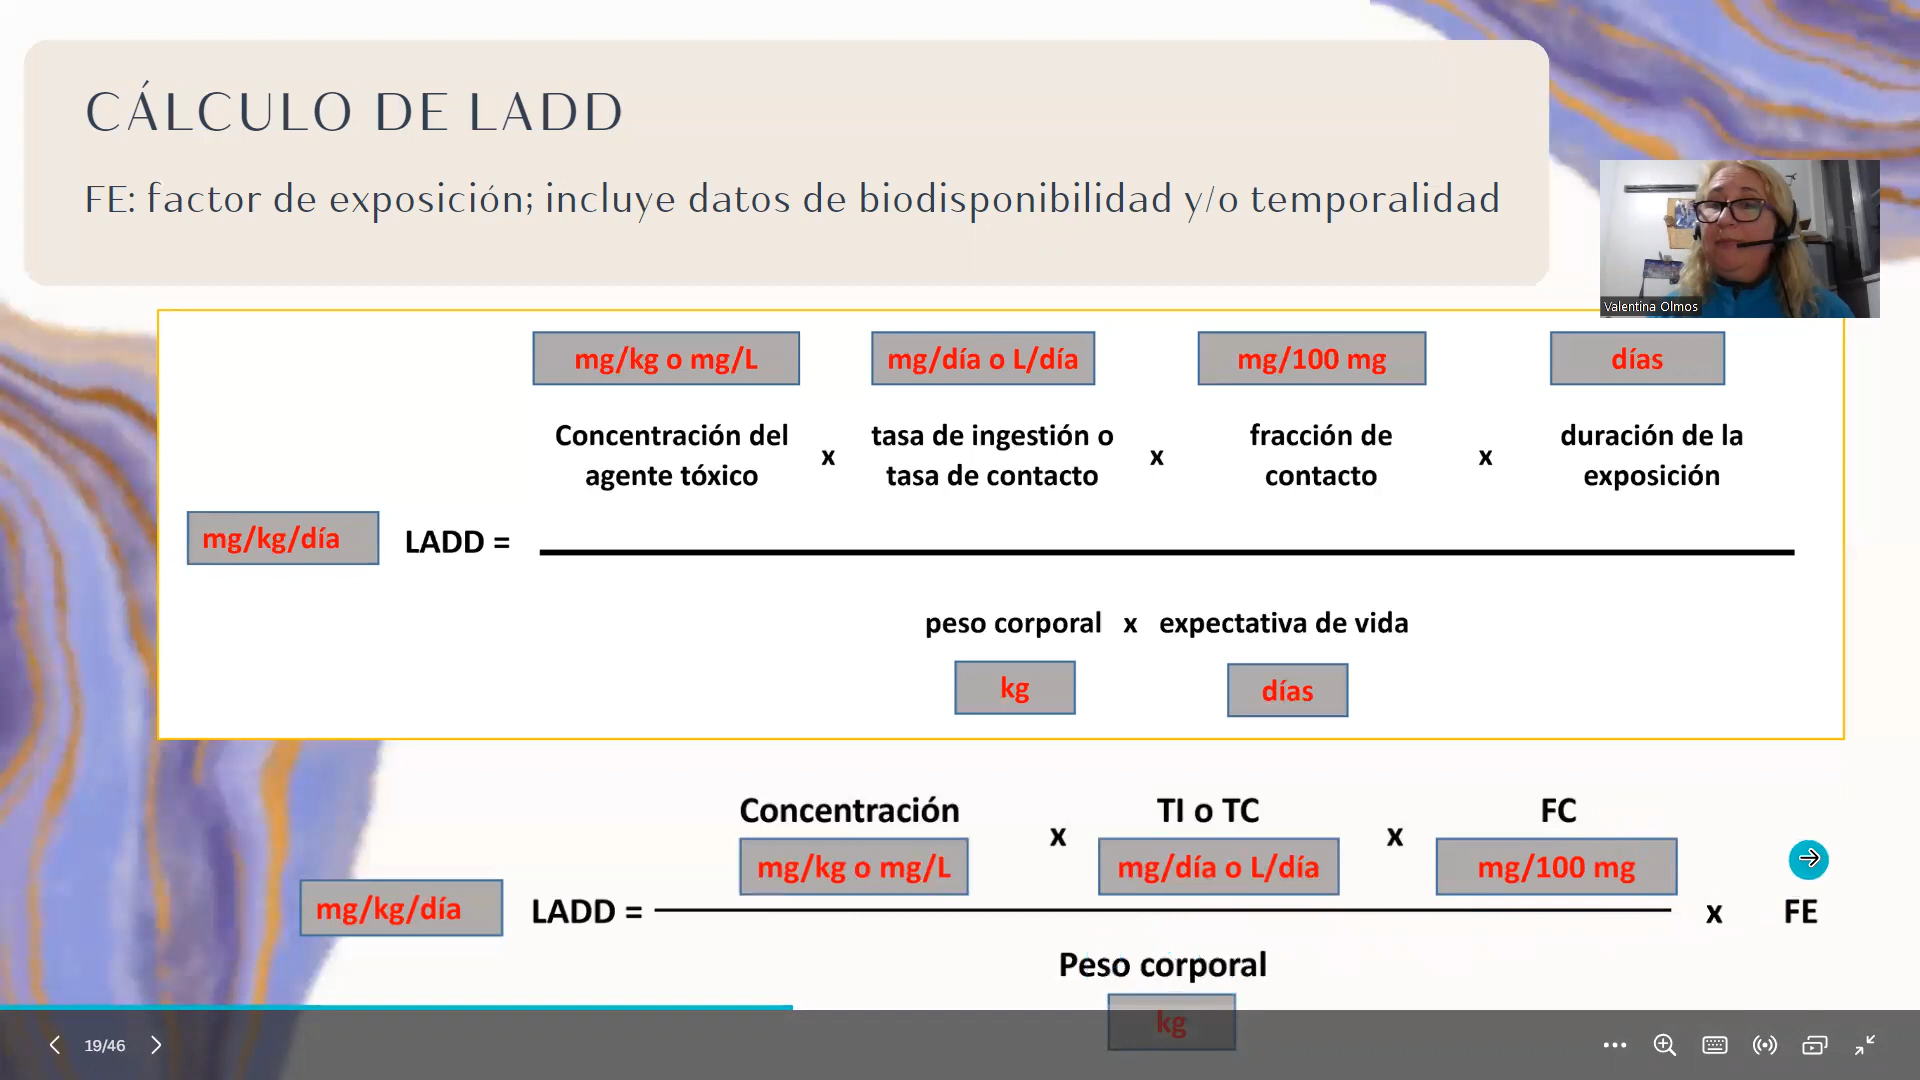 CÁLCULO DE LADD
FE: factor de exposición; incluye datos de biodisponibilidad y/o temporalidad
Valentina Olmos
mg/kg o mg/L mg/día o L/día mg/100 mg días
Concentración del tasa de ingestión o fracción de duración de la
x x x
agente tóxico tasa de contacto contacto exposición
mg/kg/día LADD =
peso corporal x expectativa de vida
kg días
Concentración TI o TC FC
x x
mg/kg o mg/L mg/día o L/día mg/100 mg
mg/kg/día LADD = x FE
Peso corporal
kg
19/46